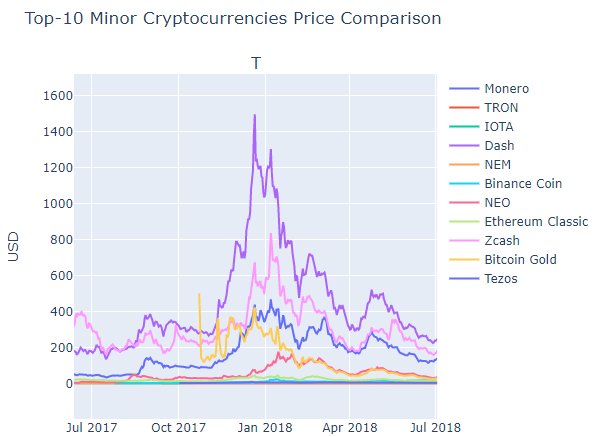 Top-10 Minor Cryptocurrencies Price Comparison
T
1600
1400
1200
1000
800
600
400
200
0
USD
Jul 2017
Oct 2017
Jan 2018
Apr 2018
Jul 2018
Monero
TRON
IOTA
Dash
NEM
Binance Coin
NEO
Ethereum Classic
Zcash
Bitcoin Gold
Tezos